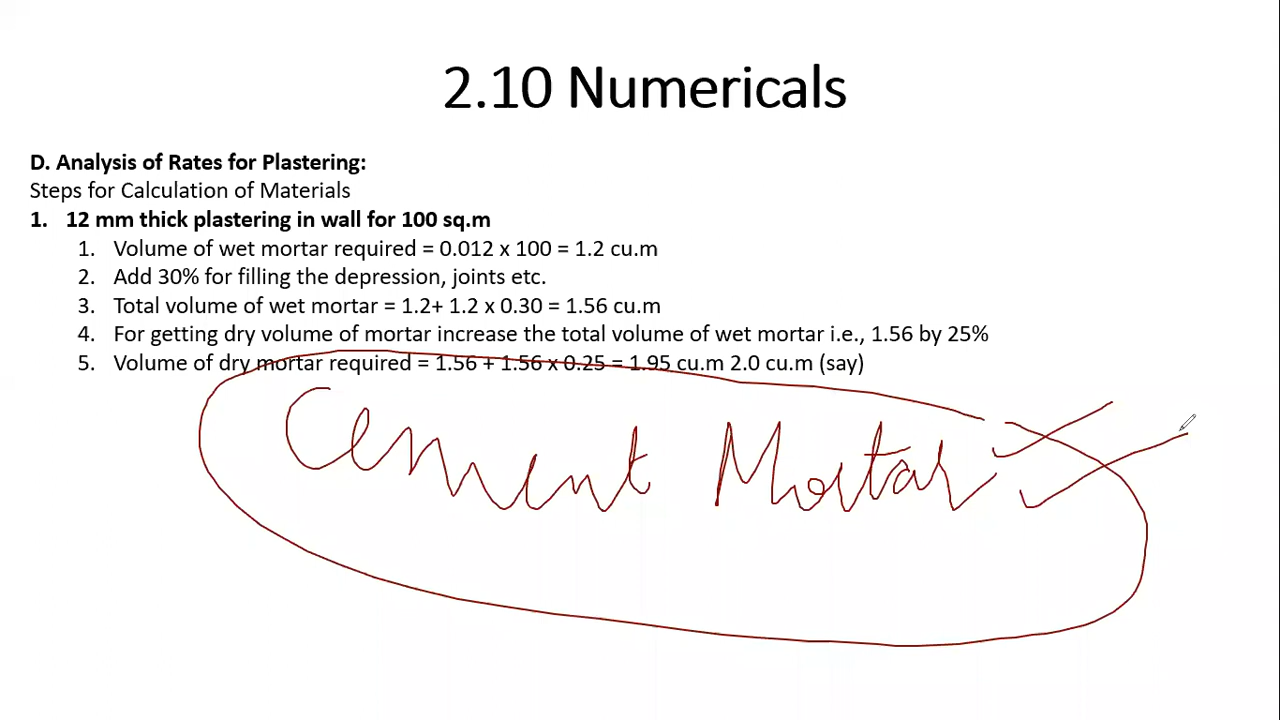 2.10 Numericals
D. Analysis of Rates for Plastering:
Steps for Calculation of Materials
1. 12 mm thick plastering in wall for 100 sq.m
1. Volume of wet mortar required = 0.012 x 100 = 1.2 cu.m
2. Add 30% for filling the depression, joints etc.
3. Total volume of wet mortar = 1.2+ 1.2 x 0.30 = 1.56 cu.m
4. For getting dry volume of mortar increase the total volume of wet mortar i.e., 1.56 by 25%
5. Volume of dry mortar required = 1.56 + 1.56 x 0.25 = 1.95 cu.m 2.0 cu.m (say)
Cement Mortar